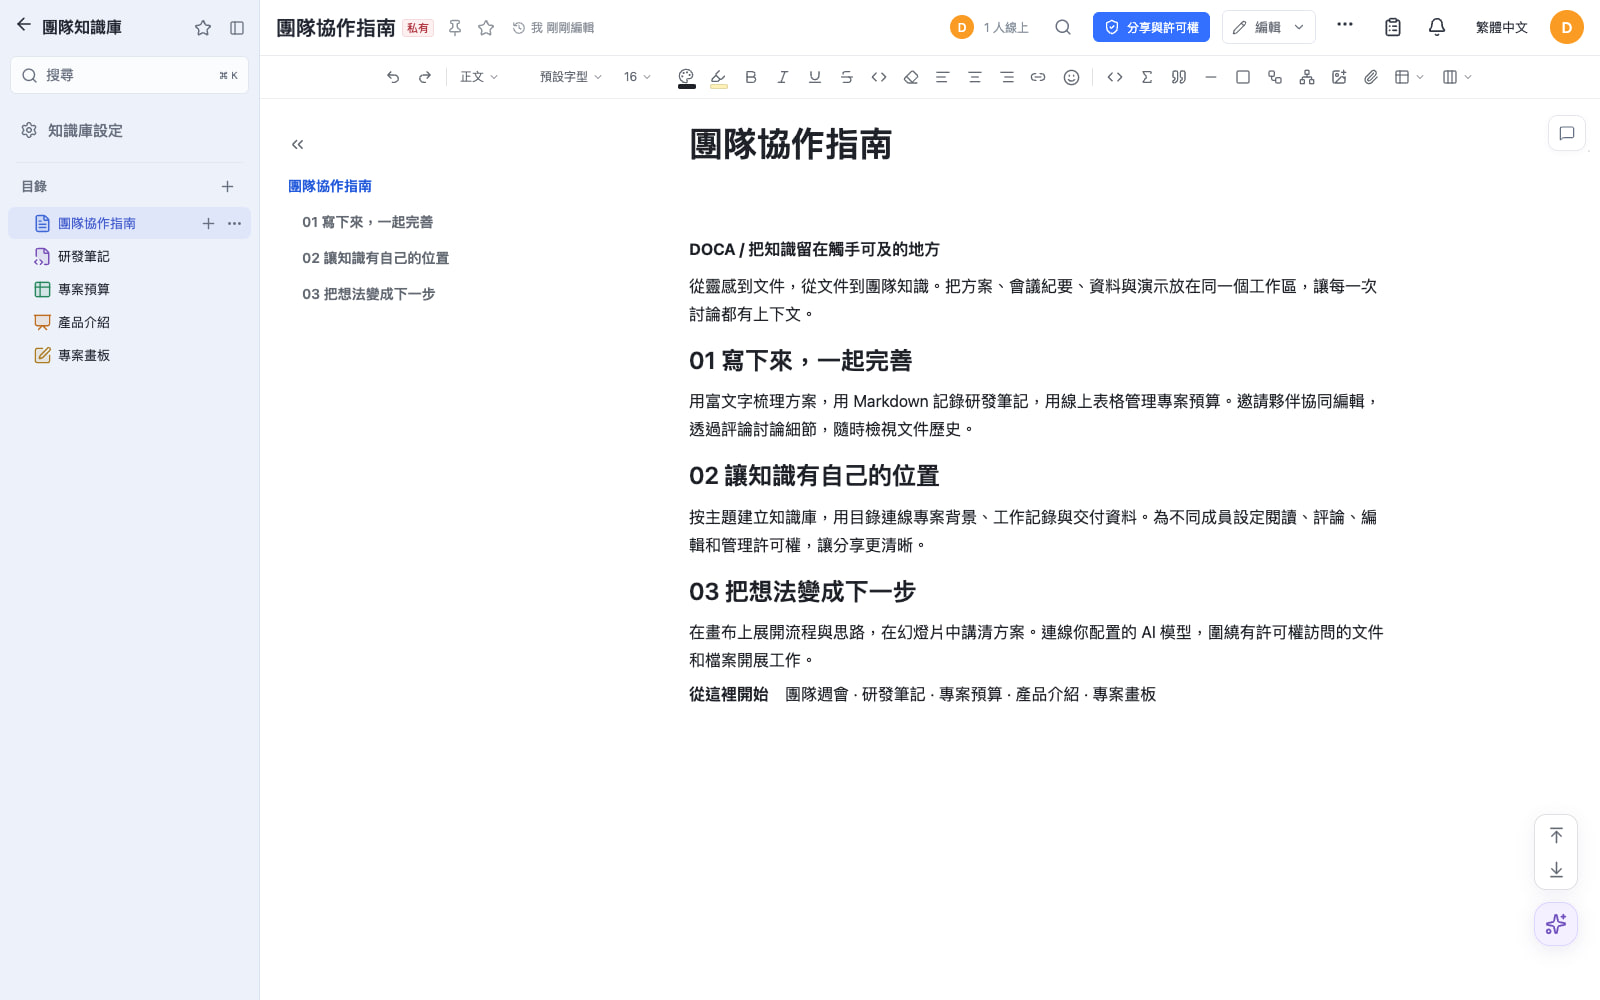 團隊知識庫
搜尋
⌘ K
知識庫設定
目錄
團隊協作指南
研發筆記
專案預算
產品介紹
專案畫板
團隊協作指南
私有
我 剛剛編輯
D
1 人線上
分享與許可權
編輯
繁體中文
D
正文
預設字型
16
團隊協作指南
01 寫下來，一起完善
02 讓知識有自己的位置
03 把想法變成下一步
團隊協作指南
DOCA / 把知識留在觸手可及的地方
從靈感到文件，從文件到團隊知識。把方案、會議紀要、資料與演示放在同一個工作區，讓每一次
討論都有上下文。
01 寫下來，一起完善
用富文字梳理方案，用 Markdown 記錄研發筆記，用線上表格管理專案預算。邀請夥伴協同編輯，
透過評論討論細節，隨時檢視文件歷史。
02 讓知識有自己的位置
按主題建立知識庫，用目錄連線專案背景、工作記錄與交付資料。為不同成員設定閱讀、評論、編
輯和管理許可權，讓分享更清晰。
03 把想法變成下一步
在畫布上展開流程與思路，在幻燈片中講清方案。連線你配置的 AI 模型，圍繞有許可權訪問的文件
和檔案開展工作。
從這裡開始　團隊週會 · 研發筆記 · 專案預算 · 產品介紹 · 專案畫板